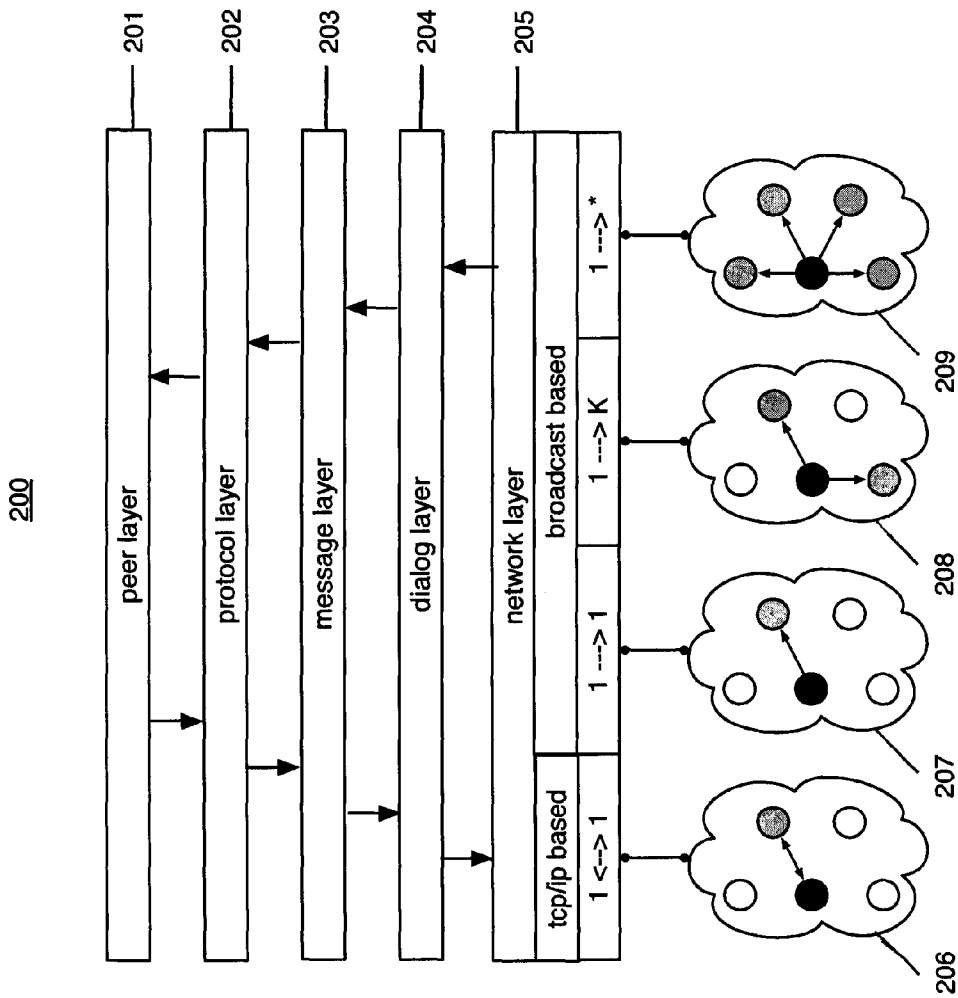 200
peer layer
201
protocol layer
202
message layer
203
dialog layer
204
network layer
205
tcp/ip based
broadcast based
1 <--> 1
1 ---> 1
1 ---> K
1 ---> *
206
207
208
209